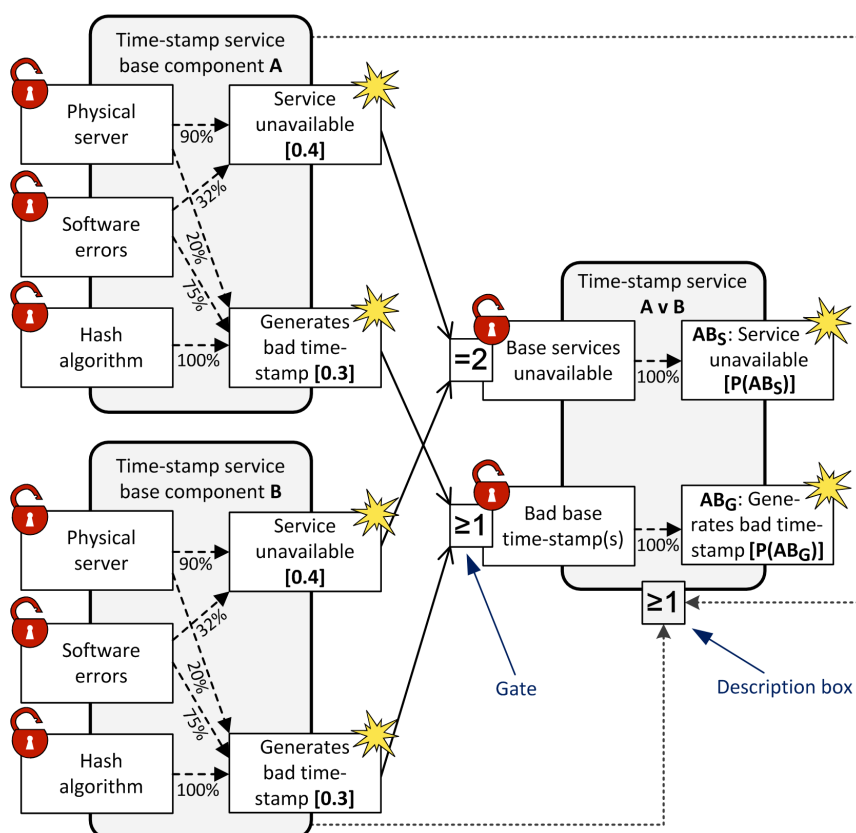 Time-stamp service
base component A
Physical
server
90%
Service
unavailable
[0.4]
32%
Software
errors
20%
75%
Hash
algorithm
100%
Generates
bad time-
stamp [0.3]
Time-stamp service
base component B
Physical
server
90%
Service
unavailable
[0.4]
32%
Software
errors
20%
75%
Hash
algorithm
100%
Generates
bad time-
stamp [0.3]
=2
≥1
Gate
Time-stamp service
A v B
Base services
unavailable
100%
ABS: Service
unavailable
[P(ABS)]
Bad base
time-stamp(s)
100%
ABG: Gene-
rates bad time-
stamp [P(ABG)]
≥1
Description box